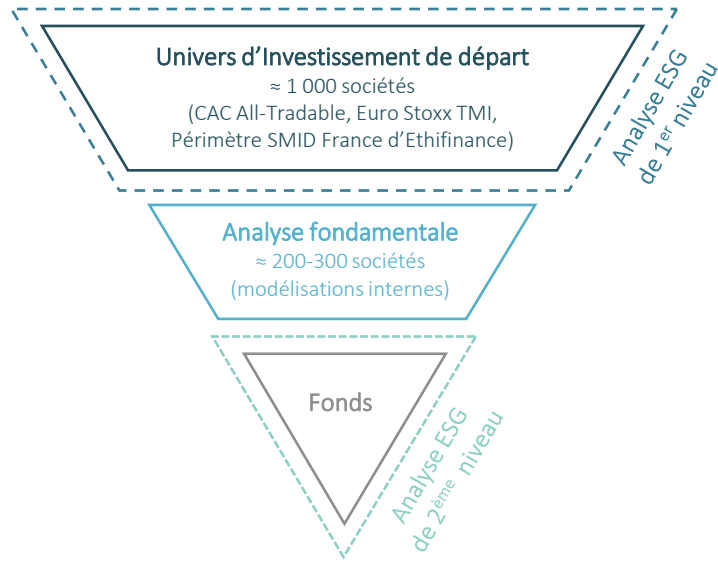 Univers d’Investissement de départ
≈ 1 000 sociétés
(CAC All-Tradable, Euro Stoxx TMI,
Périmètre SMID France d’Ethifinance)
Analyse ESG
de 1er niveau
Analyse fondamentale
≈ 200-300 sociétés
(modélisations internes)
Fonds
Analyse ESG
de 2ème niveau